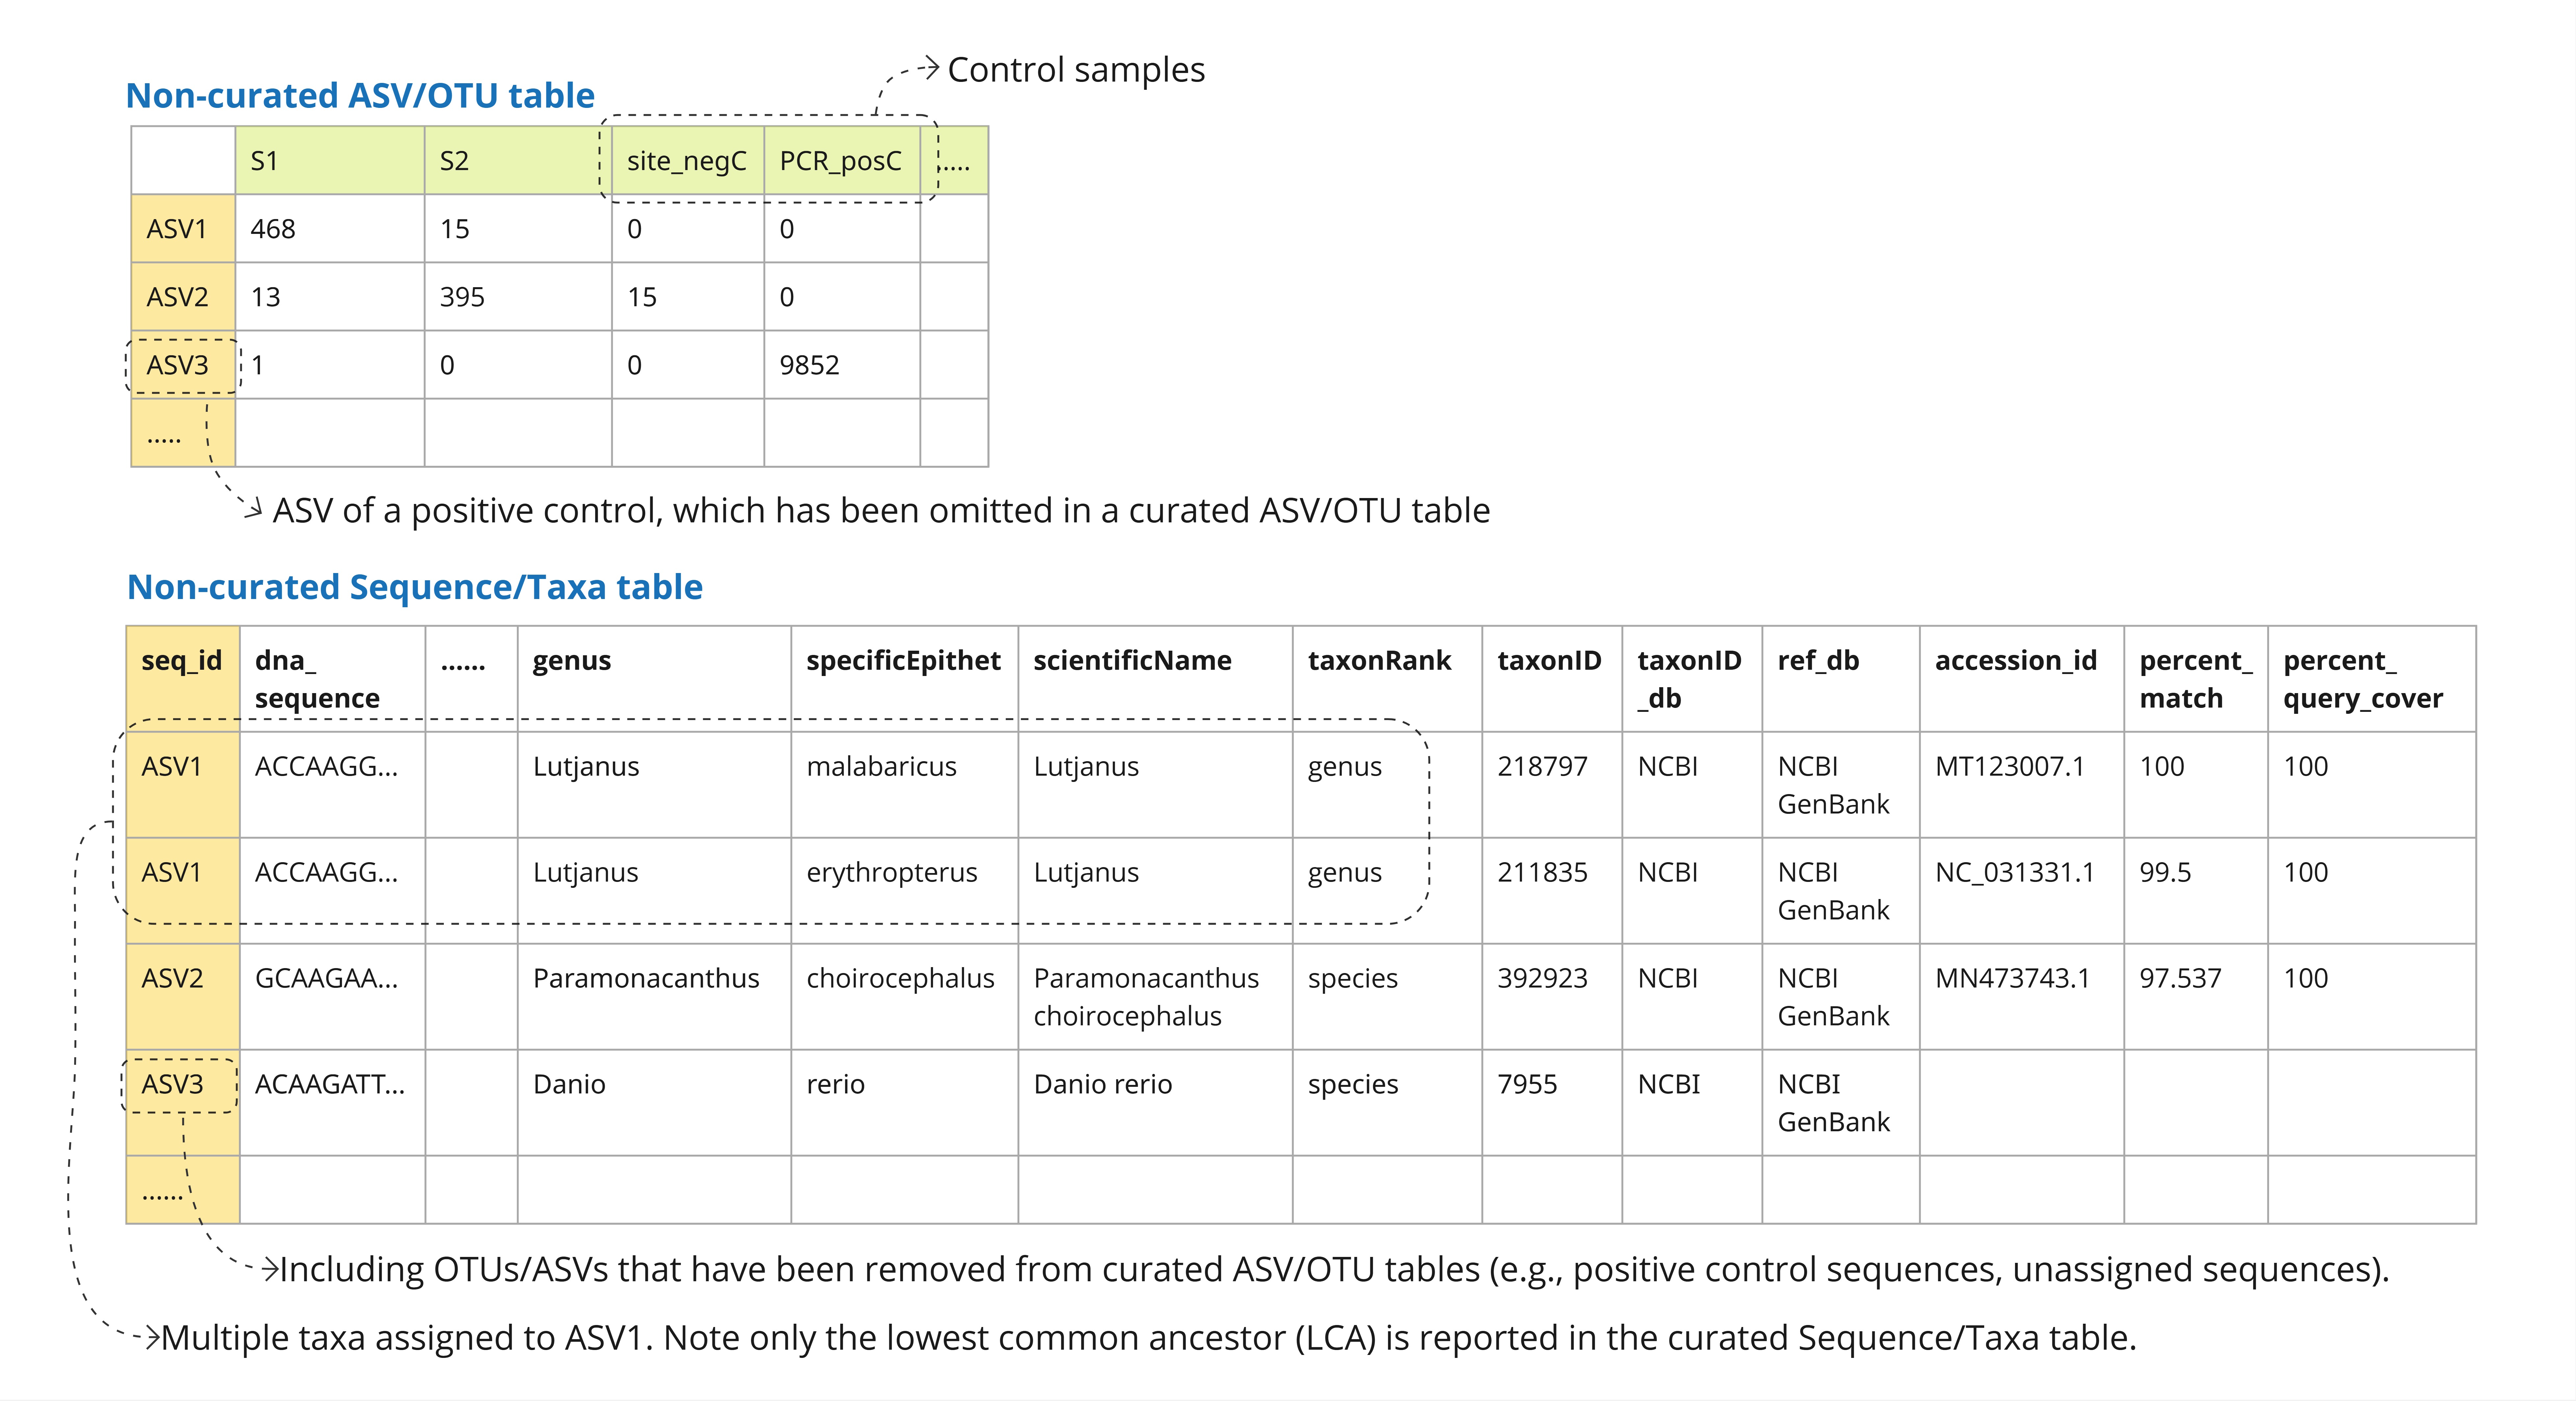 Control samples
Non-curated ASV/OTU table
S1 S2 site_negC PCR_posC .....
ASV1 468 15 0 0
ASV2 13 395 15 0
ASV3 1 0 0 9852
.....
ASV of a positive control, which has been omitted in a curated ASV/OTU table
Non-curated Sequence/Taxa table
seq_id dna_ ...... genus specificEpithet scientificName taxonRank taxonID taxonID ref_db accession_id percent_ percent_
sequence _db match query_cover
ASV1 ACCAAGG... Lutjanus malabaricus Lutjanus genus 218797 NCBI NCBI MT123007.1 100 100
GenBank
ASV1 ACCAAGG... Lutjanus erythropterus Lutjanus genus 211835 NCBI NCBI NC_031331.1 99.5 100
GenBank
ASV2 GCAAGAA... Paramonacanthus choirocephalus Paramonacanthus species 392923 NCBI NCBI MN473743.1 97.537 100
choirocephalus GenBank
ASV3 ACAAGATT... Danio rerio Danio rerio species 7955 NCBI NCBI
GenBank
......
Including OTUs/ASVs that have been removed from curated ASV/OTU tables (e.g., positive control sequences, unassigned sequences).
Multiple taxa assigned to ASV1. Note only the lowest common ancestor (LCA) is reported in the curated Sequence/Taxa table.